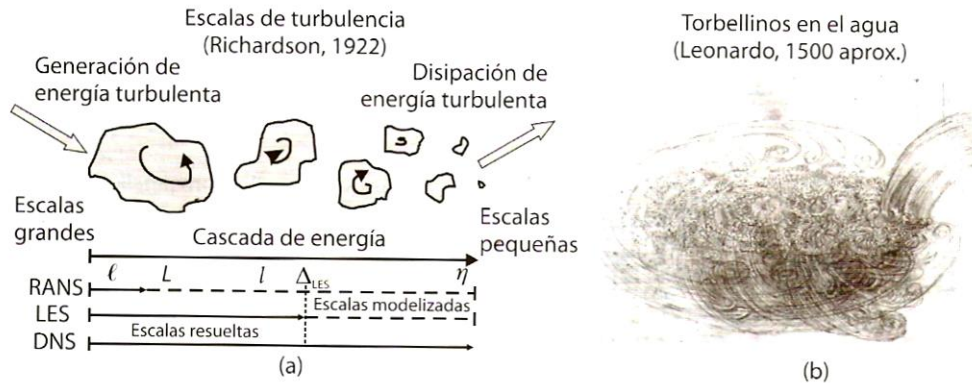 Escalas de turbulencia
(Richardson, 1922)
Generación de
energía turbulenta
Disipación de
energía turbulenta
Escalas
grandes
Cascada de energía
Escalas
pequeñas
ℓ L l Δ_LES η
RANS
Escalas modelizadas
LES
Escalas resueltas
DNS
(a)
Torbellinos en el agua
(Leonardo, 1500 aprox.)
(b)